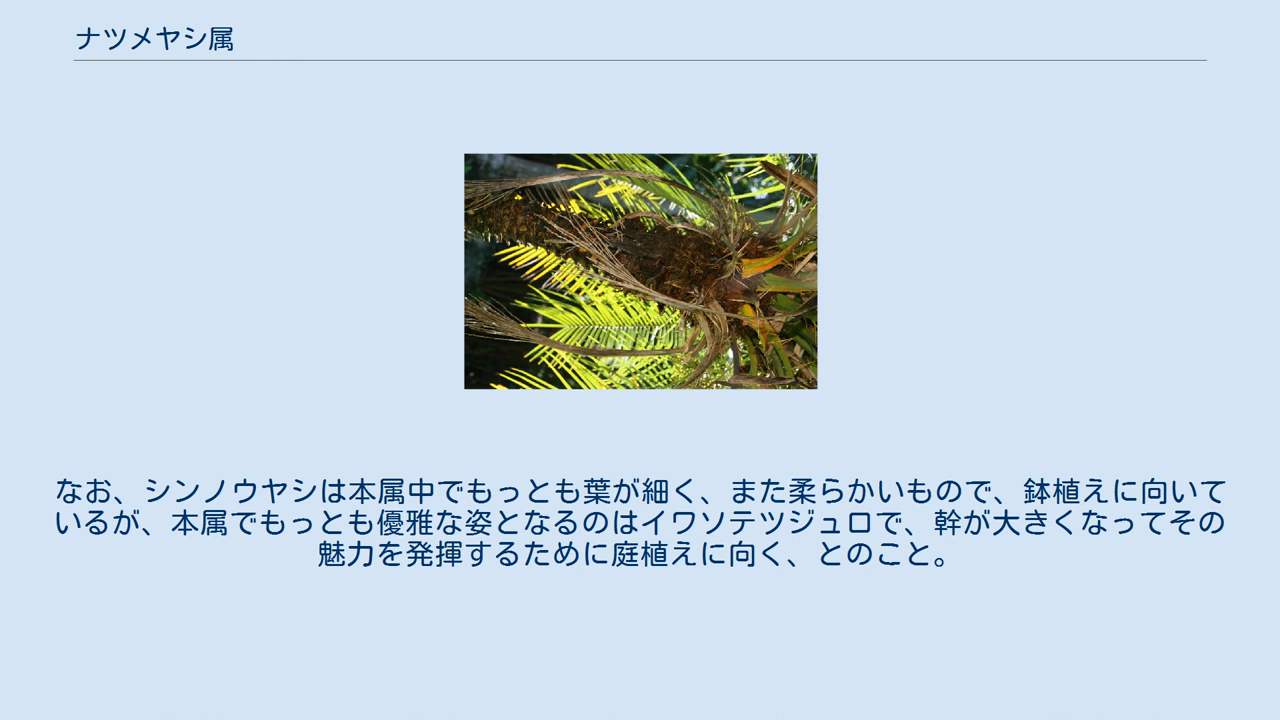 ナツメヤシ属
なお、シンノウヤシは本属中でもっとも葉が細く、また柔らかいもので、鉢植えに向いて
いるが、本属でもっとも優雅な姿となるのはイワソテツジュロで、幹が大きくなってその
魅力を発揮するために庭植えに向く、とのこと。